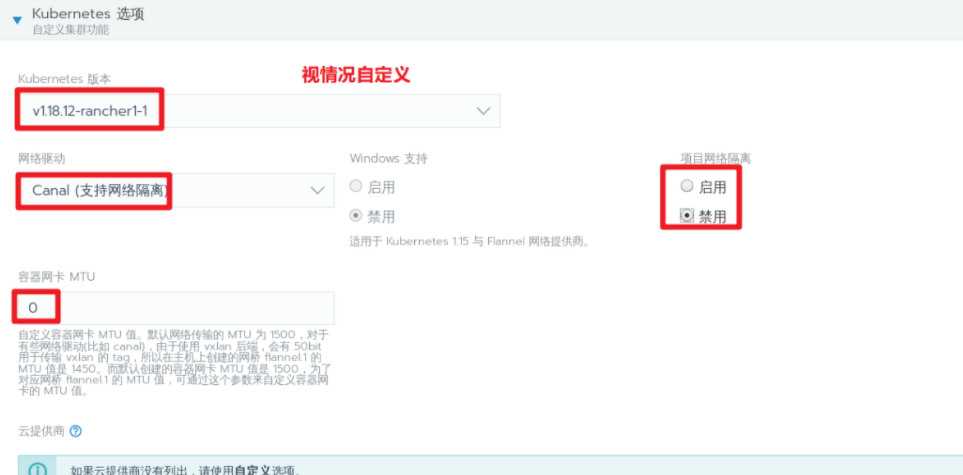 Kubernetes 选项
自定义集群功能
视情况自定义
Kubernetes 版本
v1.18.12-rancher1-1
网络驱动
Windows 支持
项目网络隔离
Canal (支持网络隔离)
启用
启用
禁用
禁用
适用于 Kubernetes 1.15 与 Flannel 网络提供商。
容器网卡 MTU
0
自定义容器网卡 MTU 值。默认网络传输的 MTU 为 1500，对于
有些网络驱动(比如 canal)，由于使用 vxlan 后端，会有 50bit
用于传输 vxlan 的 tag，所以在主机上创建的网桥 flannel.1 的
MTU 值是 1450。而默认创建的容器网卡 MTU 值是 1500，为了
对应网桥 flannel.1 的 MTU 值，可通过这个参数来自定义容器网
卡的 MTU 值。
云提供商
如果云提供商没有列出，请使用自定义选项。